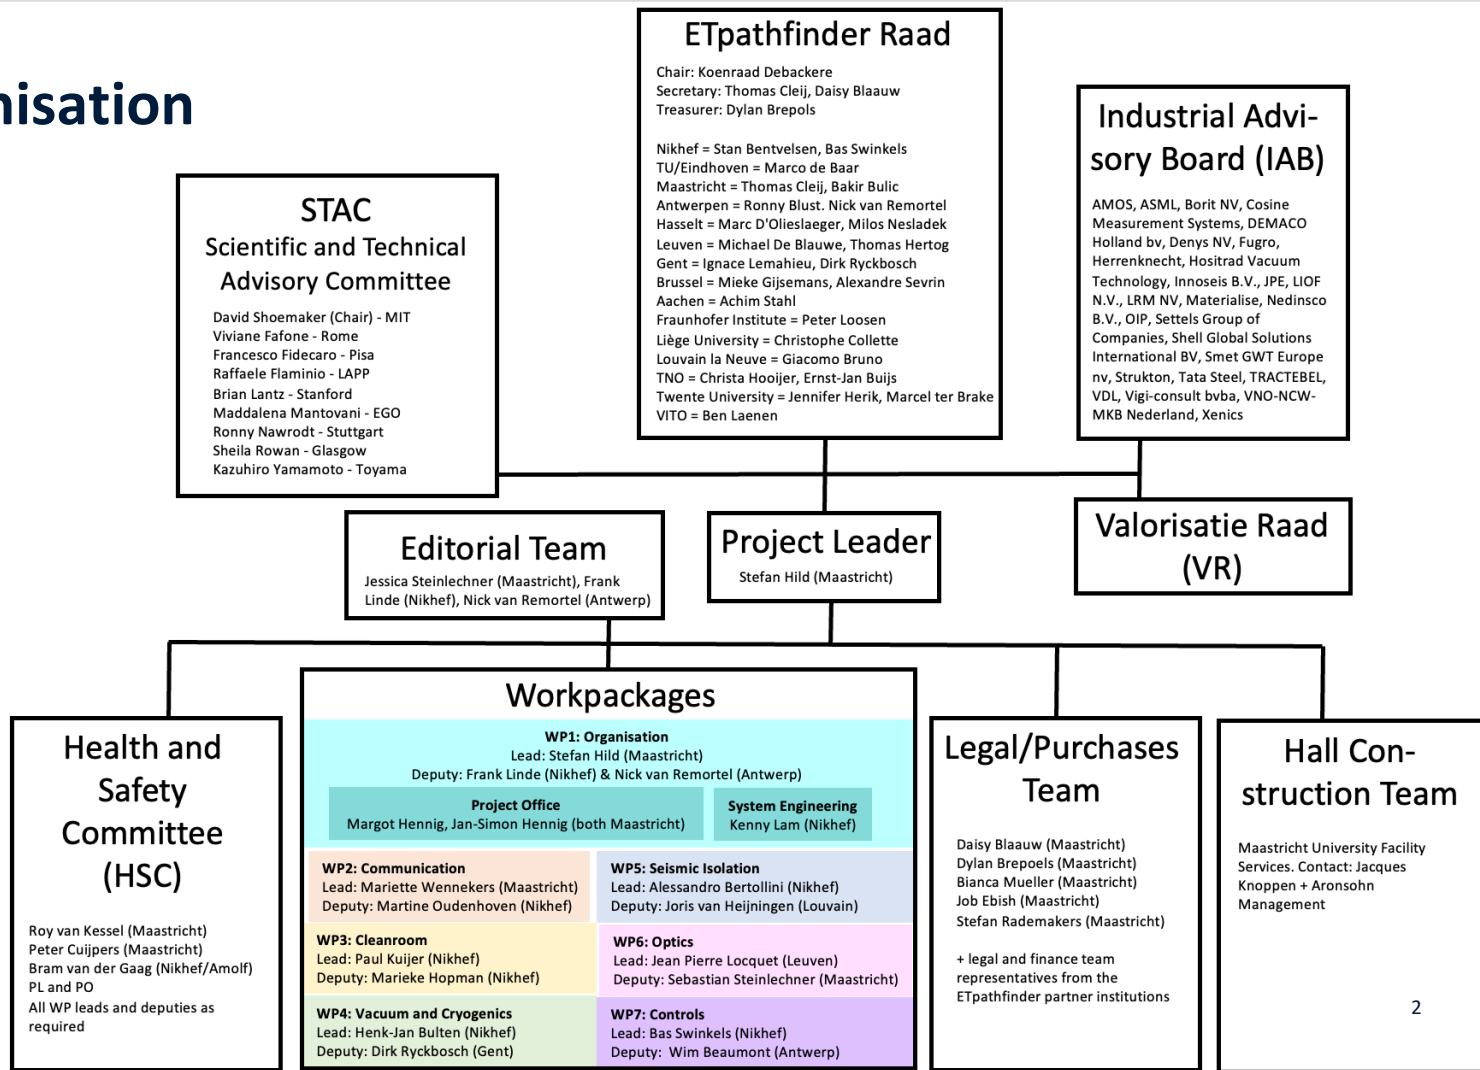 nisation
ETpathfinder Raad
Chair: Koenraad Debackere
Secretary: Thomas Cleij, Daisy Blaauw
Treasurer: Dylan Brepols
Nikhef = Stan Bentvelsen, Bas Swinkels
TU/Eindhoven = Marco de Baar
Maastricht = Thomas Cleij, Bakir Bulic
Antwerpen = Ronny Blust. Nick van Remortel
Hasselt = Marc D'Olieslaeger, Milos Nesladek
Leuven = Michael De Blauwe, Thomas Hertog
Gent = Ignace Lemahieu, Dirk Ryckbosch
Brussel = Mieke Gijsemans, Alexandre Sevrin
Aachen = Achim Stahl
Fraunhofer Institute = Peter Loosen
Liège University = Christophe Collette
Louvain la Neuve = Giacomo Bruno
TNO = Christa Hooijer, Ernst-Jan Buijs
Twente University = Jennifer Herik, Marcel ter Brake
VITO = Ben Laenen
Industrial Advi-
sory Board (IAB)
AMOS, ASML, Borit NV, Cosine
Measurement Systems, DEMACO
Holland bv, Denys NV, Fugro,
Herrenknecht, Hositrad Vacuum
Technology, Innoseis B.V., JPE, LIOF
N.V., LRM NV, Materialise, Nedinsco
B.V., OIP, Settels Group of
Companies, Shell Global Solutions
International BV, Smet GWT Europe
nv, Strukton, Tata Steel, TRACTEBEL,
VDL, Vigi-consult bvba, VNO-NCW-
MKB Nederland, Xenics
STAC
Scientific and Technical
Advisory Committee
David Shoemaker (Chair) - MIT
Viviane Fafone - Rome
Francesco Fidecaro - Pisa
Raffaele Flaminio - LAPP
Brian Lantz - Stanford
Maddalena Mantovani - EGO
Ronny Nawrodt - Stuttgart
Sheila Rowan - Glasgow
Kazuhiro Yamamoto - Toyama
Editorial Team
Jessica Steinlechner (Maastricht), Frank
Linde (Nikhef), Nick van Remortel (Antwerp)
Project Leader
Stefan Hild (Maastricht)
Valorisatie Raad
(VR)
Health and
Safety
Committee
(HSC)
Roy van Kessel (Maastricht)
Peter Cuijpers (Maastricht)
Bram van der Gaag (Nikhef/Amolf)
PL and PO
All WP leads and deputies as
required
Workpackages
WP1: Organisation
Lead: Stefan Hild (Maastricht)
Deputy: Frank Linde (Nikhef) & Nick van Remortel (Antwerp)
Project Office
Margot Hennig, Jan-Simon Hennig (both Maastricht)
System Engineering
Kenny Lam (Nikhef)
WP2: Communication
Lead: Mariette Wennekers (Maastricht)
Deputy: Martine Oudenhoven (Nikhef)
WP3: Cleanroom
Lead: Paul Kuijer (Nikhef)
Deputy: Marieke Hopman (Nikhef)
WP4: Vacuum and Cryogenics
Lead: Henk-Jan Bulten (Nikhef)
Deputy: Dirk Ryckbosch (Gent)
WP5: Seismic Isolation
Lead: Alessandro Bertollini (Nikhef)
Deputy: Joris van Heijningen (Louvain)
WP6: Optics
Lead: Jean Pierre Locquet (Leuven)
Deputy: Sebastian Steinlechner (Maastricht)
WP7: Controls
Lead: Bas Swinkels (Nikhef)
Deputy: Wim Beaumont (Antwerp)
Legal/Purchases
Team
Daisy Blaauw (Maastricht)
Dylan Brepoels (Maastricht)
Bianca Mueller (Maastricht)
Job Ebish (Maastricht)
Stefan Rademakers (Maastricht)
+ legal and finance team
representatives from the
ETpathfinder partner institutions
Hall Con-
struction Team
Maastricht University Facility
Services. Contact: Jacques
Knoppen + Aronsohn
Management
2